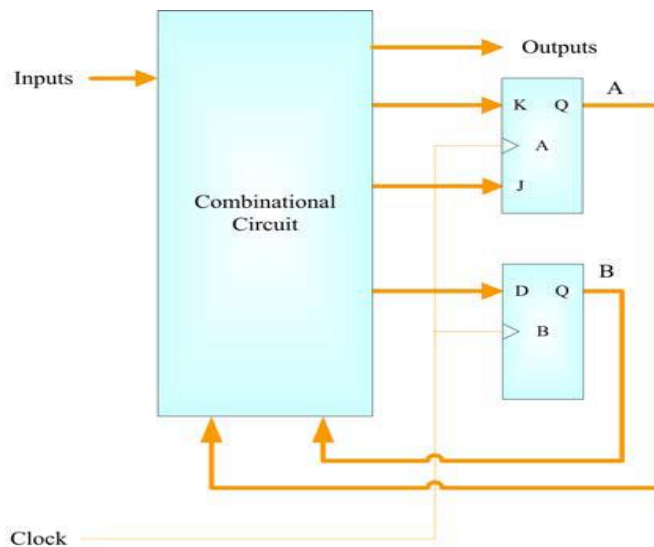 Outputs
Inputs
A
K Q
A
J
Combinational
Circuit
B
D Q
B
Clock